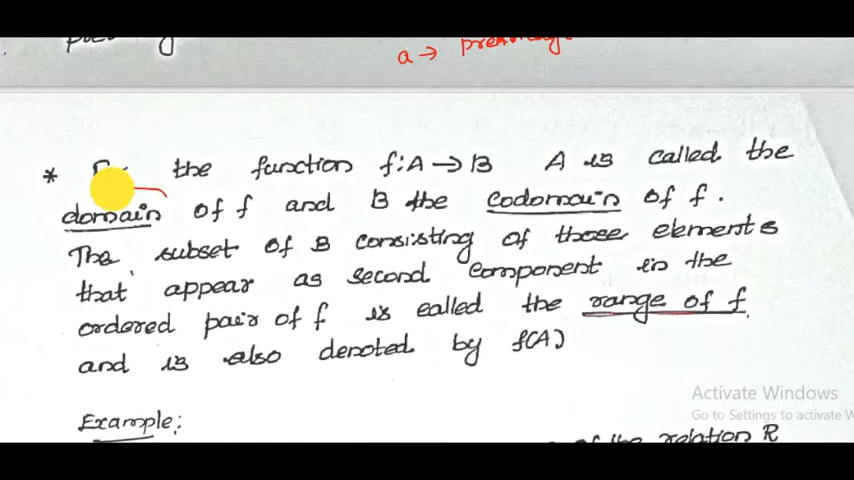 a → preimage
* the function f:A → B A is called the
domain of f and B the codomain of f.
The subset of B consisting of those elements
that appear as second component in the
ordered pair of f is called the range of f
and is also denoted by f(A)
Activate Windows
Go to Settings to activate W
Example:
of the relation R